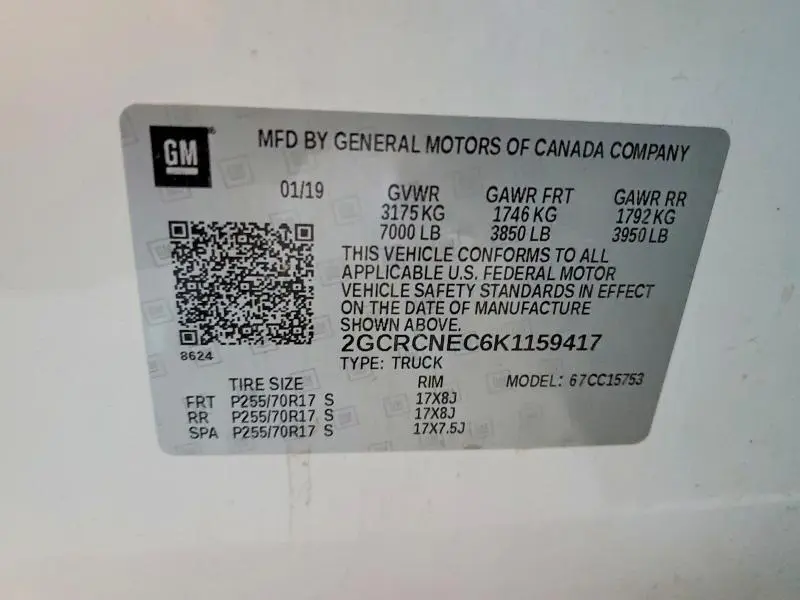 GM
MFD BY GENERAL MOTORS OF CANADA COMPANY
01/19 GVWR GAWR FRT GAWR RR
3175 KG 1746 KG 1792 KG
7000 LB 3850 LB 3950 LB
THIS VEHICLE CONFORMS TO ALL
APPLICABLE U.S. FEDERAL MOTOR
VEHICLE SAFETY STANDARDS IN EFFECT
ON THE DATE OF MANUFACTURE
SHOWN ABOVE.
8624
2GCRCNEC6K1159417
TYPE: TRUCK
TIRE SIZE RIM MODEL: 67CC15753
FRT P255/70R17 S 17X8J
RR P255/70R17 S 17X8J
SPA P255/70R17 S 17X7.5J